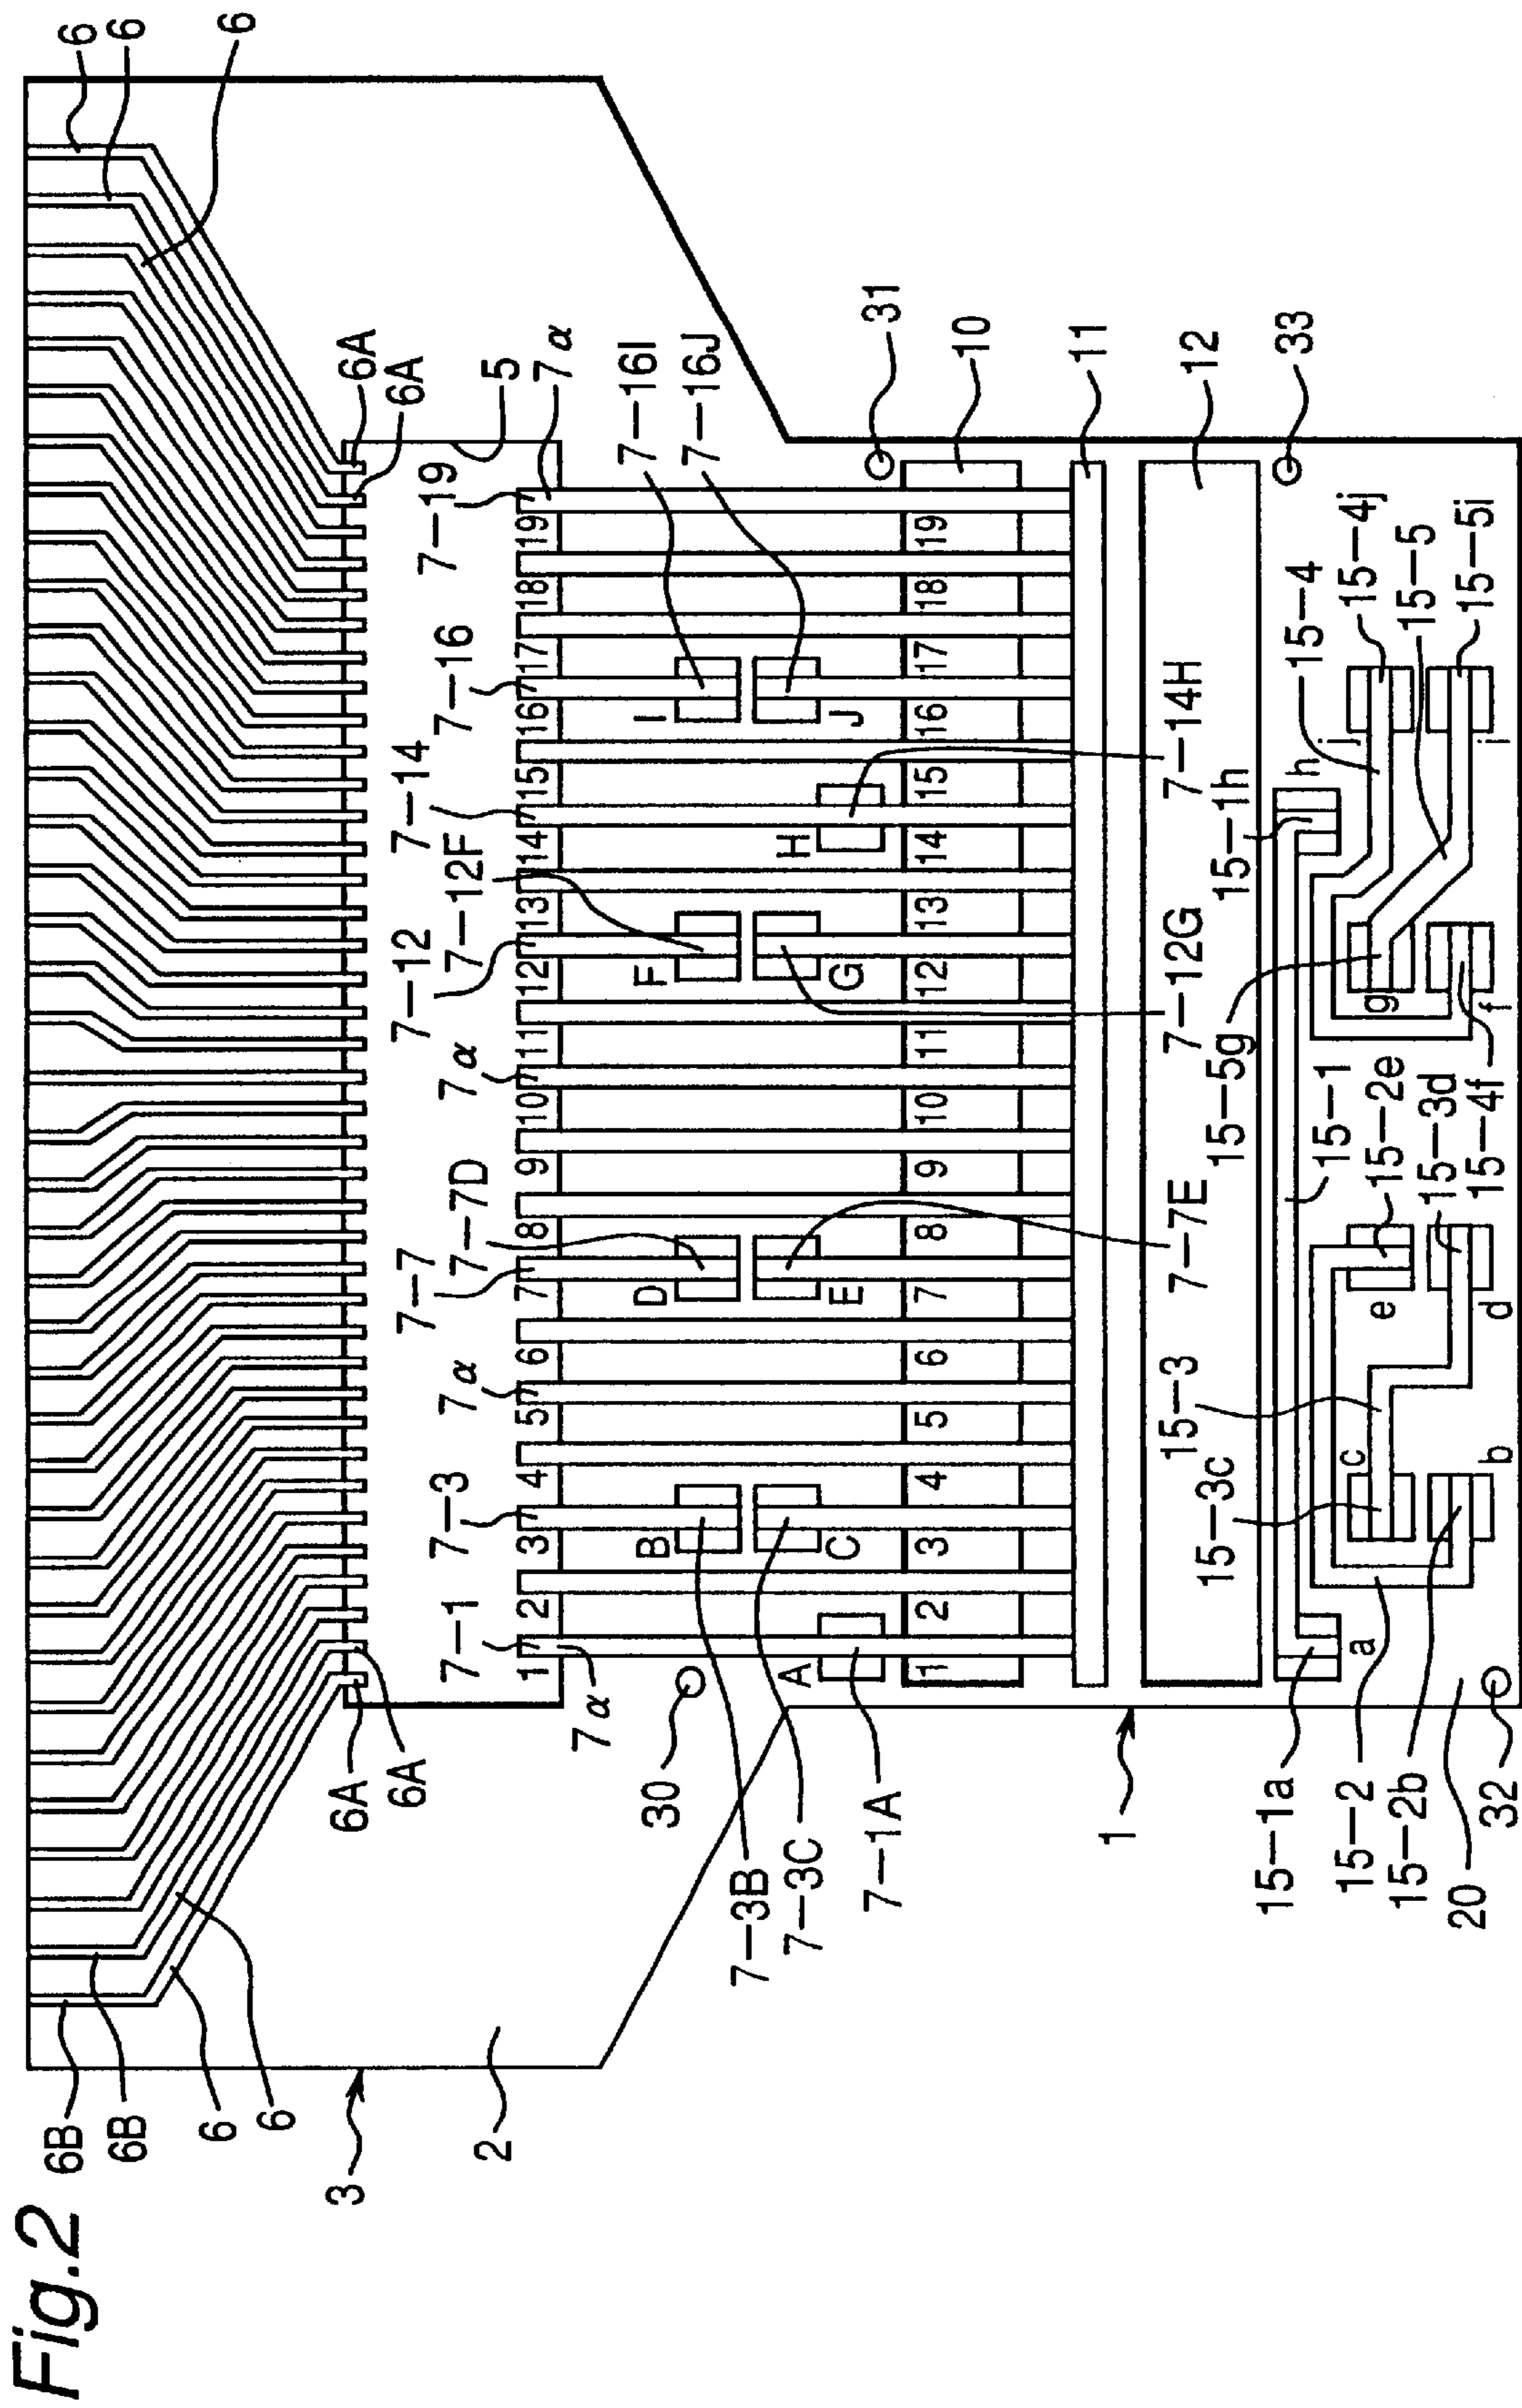 Fig.2
6B
6B
6
6
3
2
6
6
6
6A
6A
6A
6A
5
7α
7α
7α
7α
7—1
7—3
7—7
7—7D
7—12
7—12F
7—14
7—16
7—19
7—16I
7—16J
1 2 3 4 5 6 7 8 9 10 11 12 13 14 15 16 17 18 19
B D F I
C E G J
A H
1 2 3 4 5 6 7 8 9 10 11 12 13 14 15 16 17 18 19
30
31
10
11
12
33
7—3B
7—3C
7—1A
1
7—7E
7—12G
7—14H
15—3
15—3c
15—5g
15—1h
15—1
15—2e
15—3d
15—4f
15—4
15—4j
15—5
15—5i
a
h
c
e
g
j
b
d
f
i
15—1a
15—2
15—2b
20
32